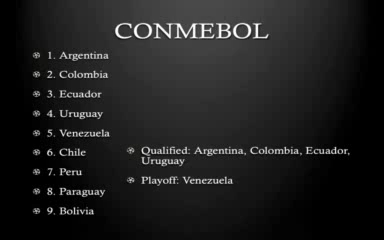 CONMEBOL
1. Argentina
2. Colombia
3. Ecuador
4. Uruguay
5. Venezuela
6. Chile
7. Peru
8. Paraguay
9. Bolivia
Qualified: Argentina, Colombia, Ecuador,
Uruguay
Playoff: Venezuela